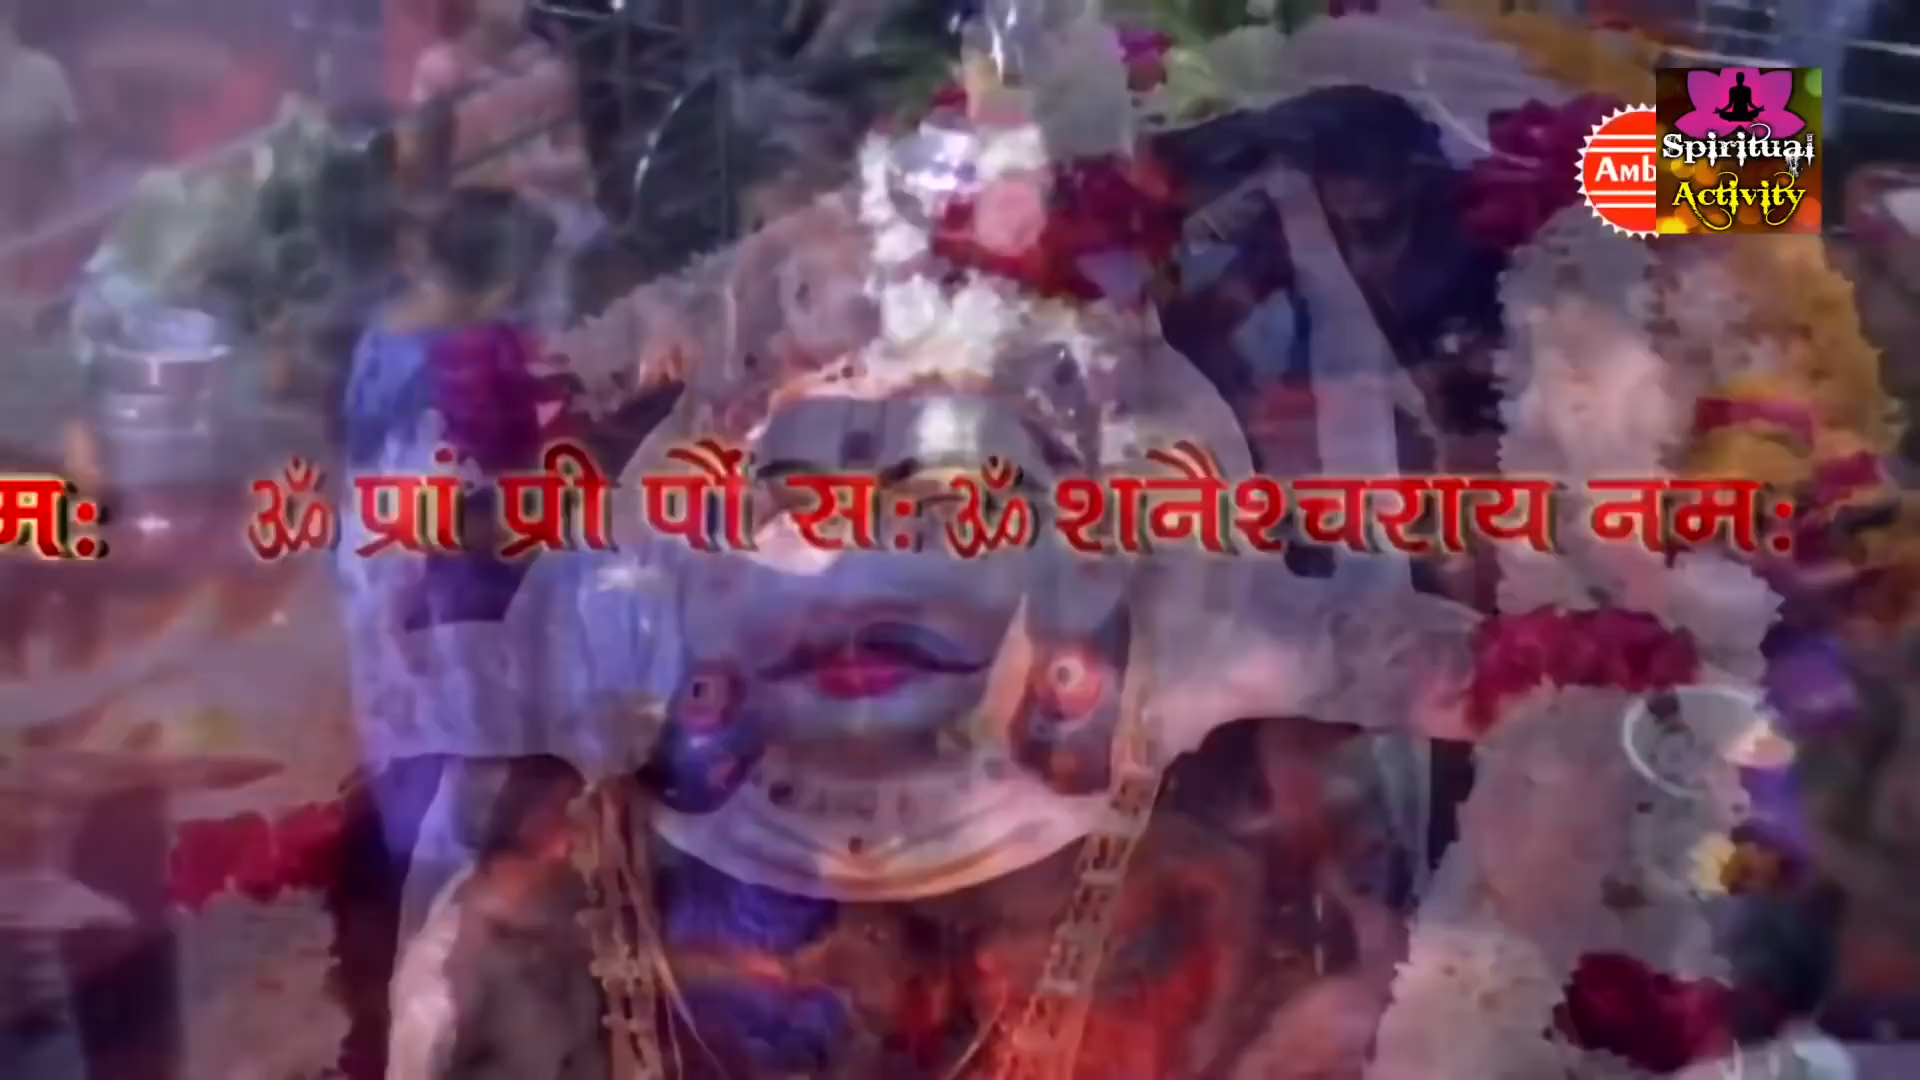 मः ॐ प्रां प्रीं र्पौं सः ॐ शनैश्चराय नमः
Amb
Spiritual
Activity